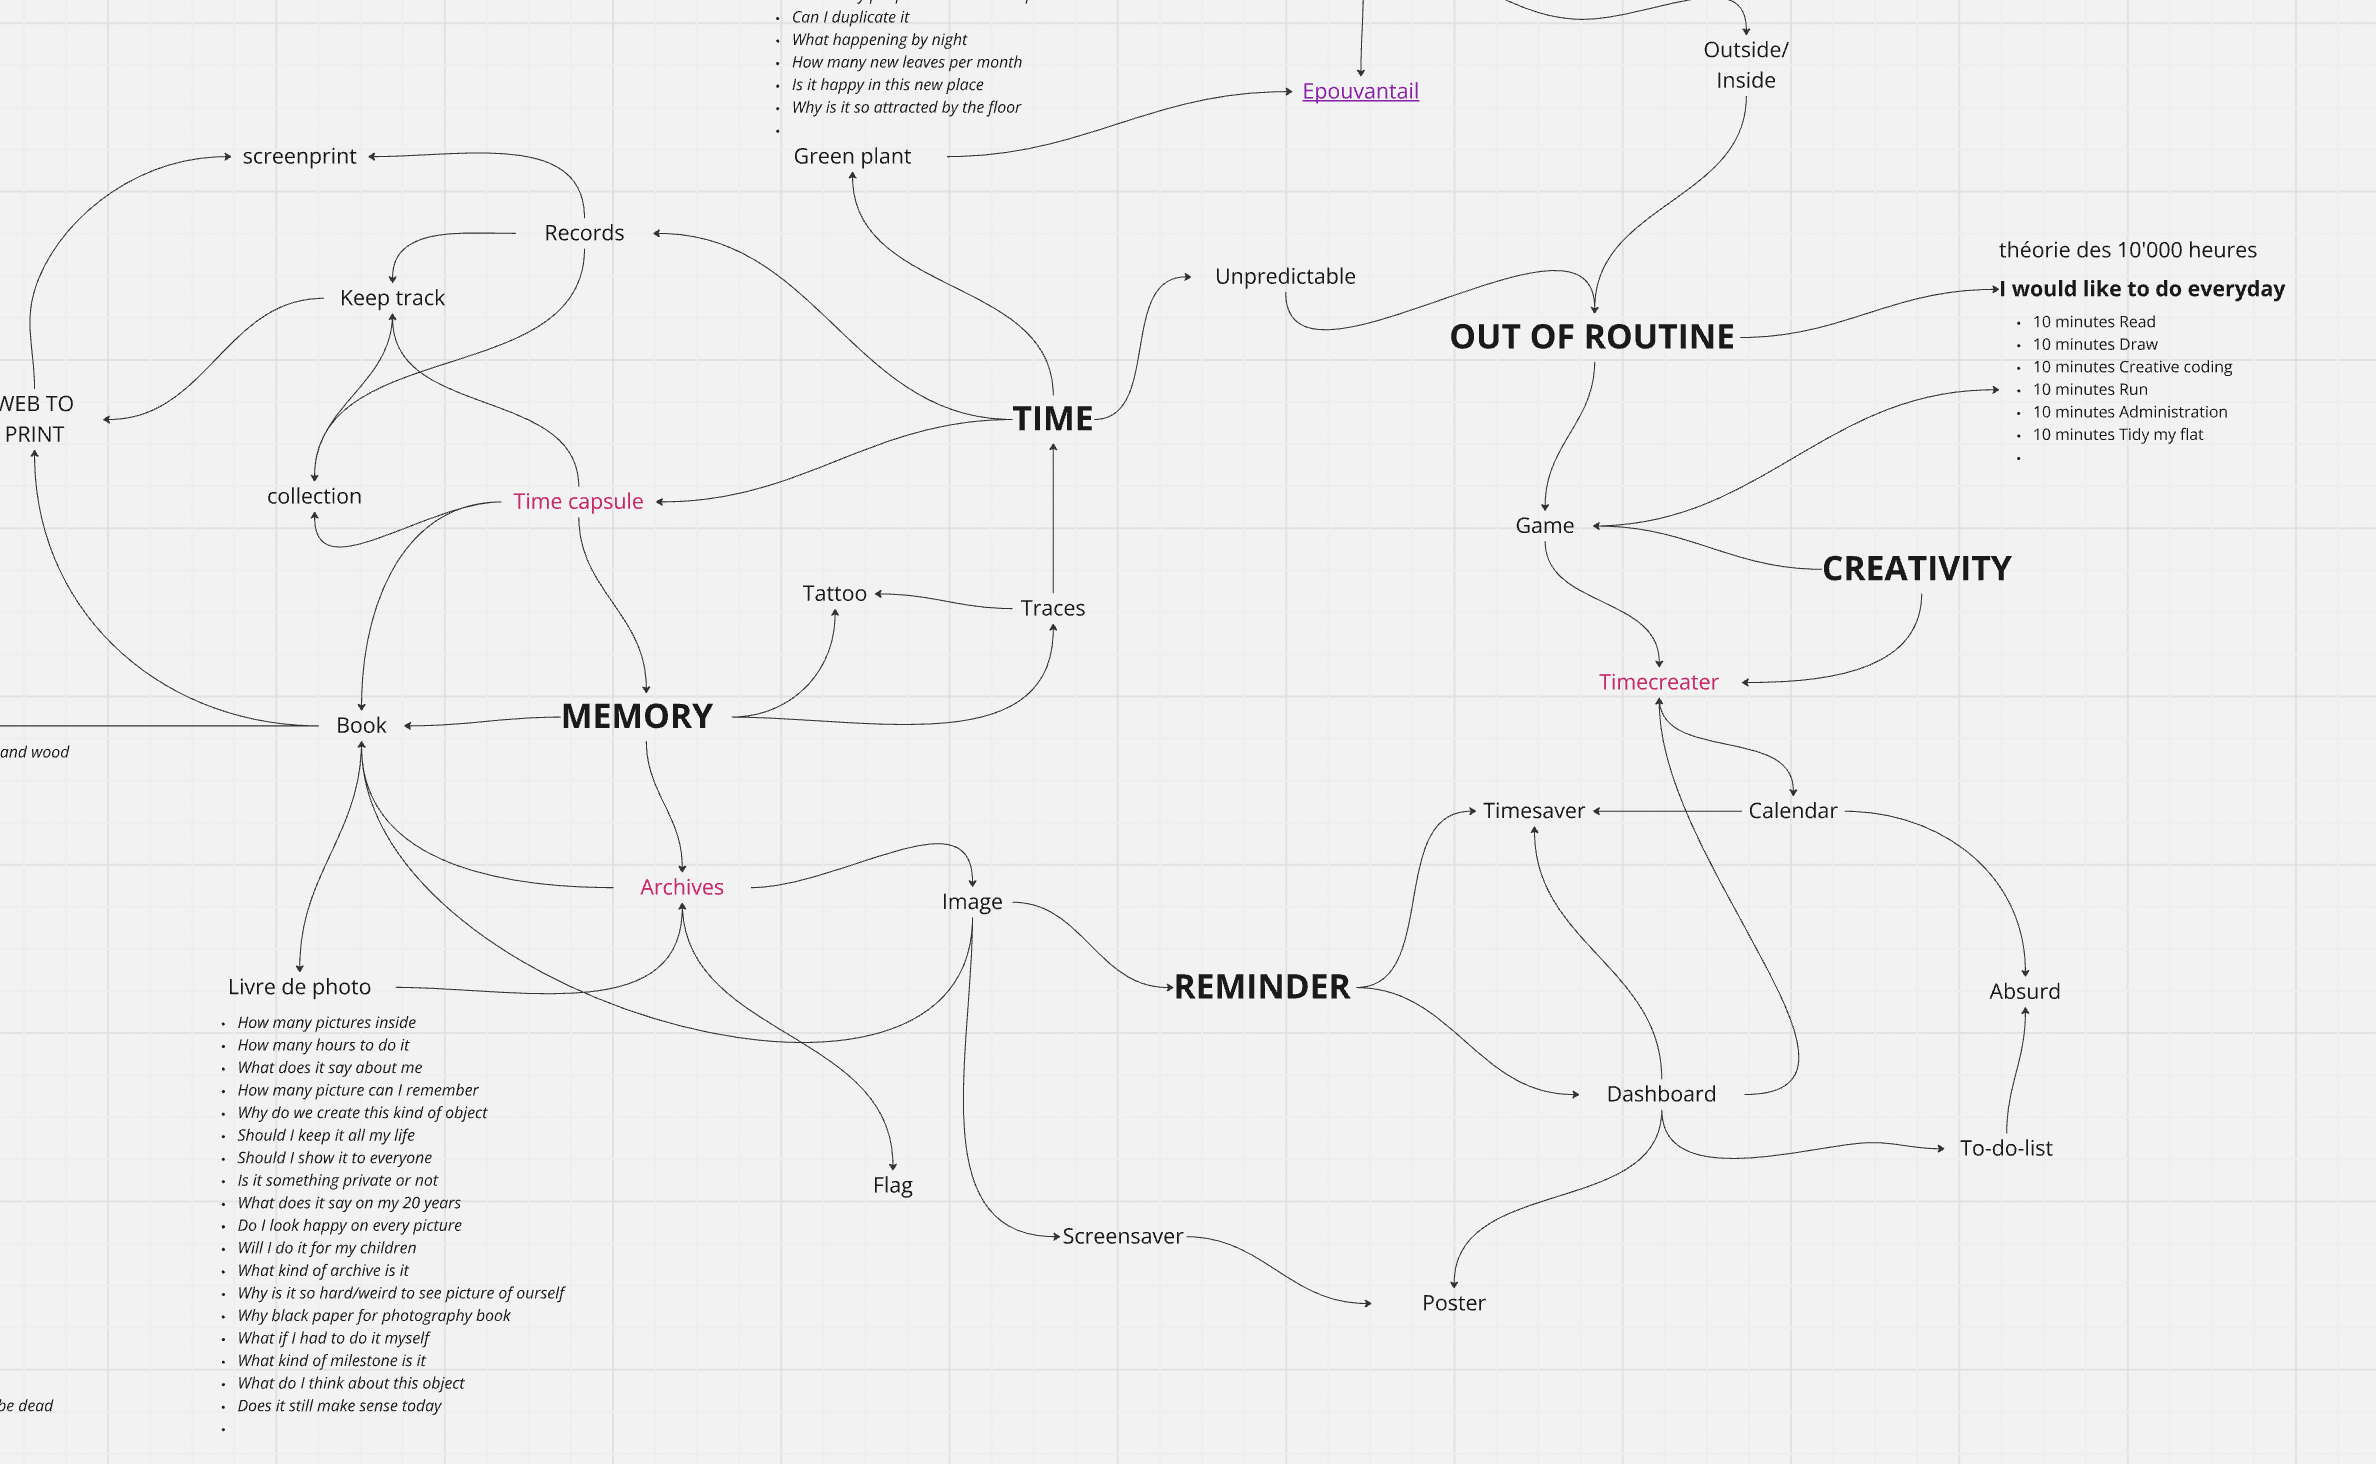 Can I duplicate it
What happening by night
How many new leaves per month
Is it happy in this new place
Why is it so attracted by the floor
Outside/
Inside
Epouvantail
screenprint
Green plant
Records
théorie des 10'000 heures
Unpredictable
I would like to do everyday
Keep track
10 minutes Read
OUT OF ROUTINE
10 minutes Draw
10 minutes Creative coding
10 minutes Run
10 minutes Administration
10 minutes Tidy my flat
WEB TO
PRINT
TIME
collection
Time capsule
Game
CREATIVITY
Tattoo
Traces
Timecreater
MEMORY
Book
and wood
Timesaver
Calendar
Archives
Image
Livre de photo
REMINDER
Absurd
How many pictures inside
How many hours to do it
What does it say about me
How many picture can I remember
Why do we create this kind of object
Should I keep it all my life
Should I show it to everyone
Is it something private or not
What does it say on my 20 years
Do I look happy on every picture
Will I do it for my children
What kind of archive is it
Why is it so hard/weird to see picture of ourself
Why black paper for photography book
What if I had to do it myself
What kind of milestone is it
What do I think about this object
Does it still make sense today
Dashboard
To-do-list
Flag
Screensaver
Poster
be dead